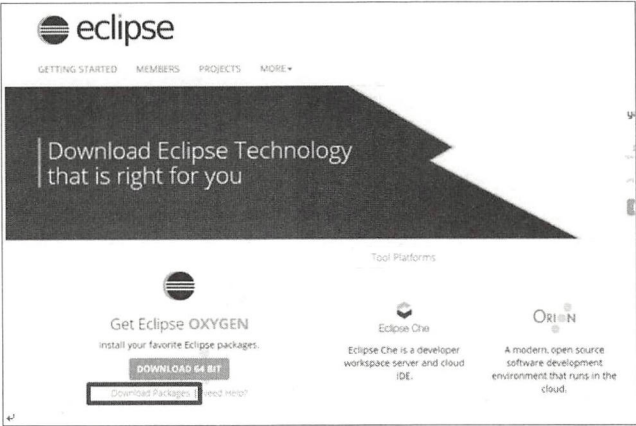 eclipse
GETTING STARTED MEMBERS PROJECTS MORE
Download Eclipse Technology
that is right for you
Tool Platforms
Get Eclipse OXYGEN
Install your favorite Eclipse packages.
DOWNLOAD 64 BIT
Download Packages | Need Help?
Eclipse Che
Eclipse Che is a developer
workspace server and cloud
IDE.
ORION
A modern, open source
software development
environment that runs in the
cloud.